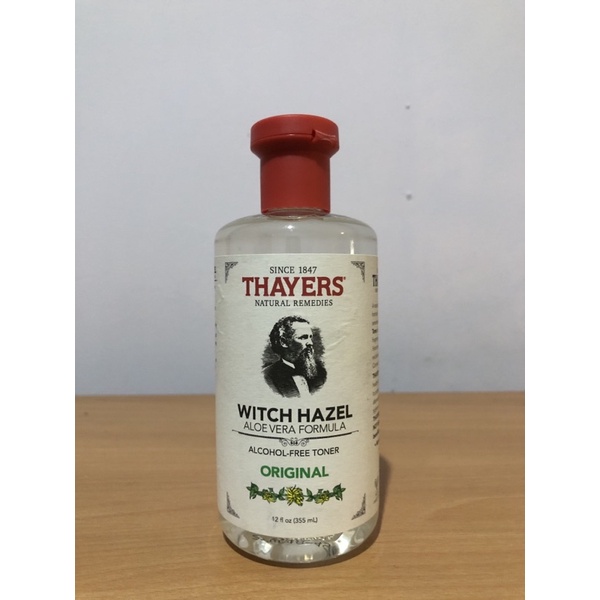 SINCE 1847
THAYERS®
NATURAL REMEDIES
WITCH HAZEL
ALOE VERA FORMULA
ALCOHOL-FREE TONER
ORIGINAL
12 fl oz (355 mL)